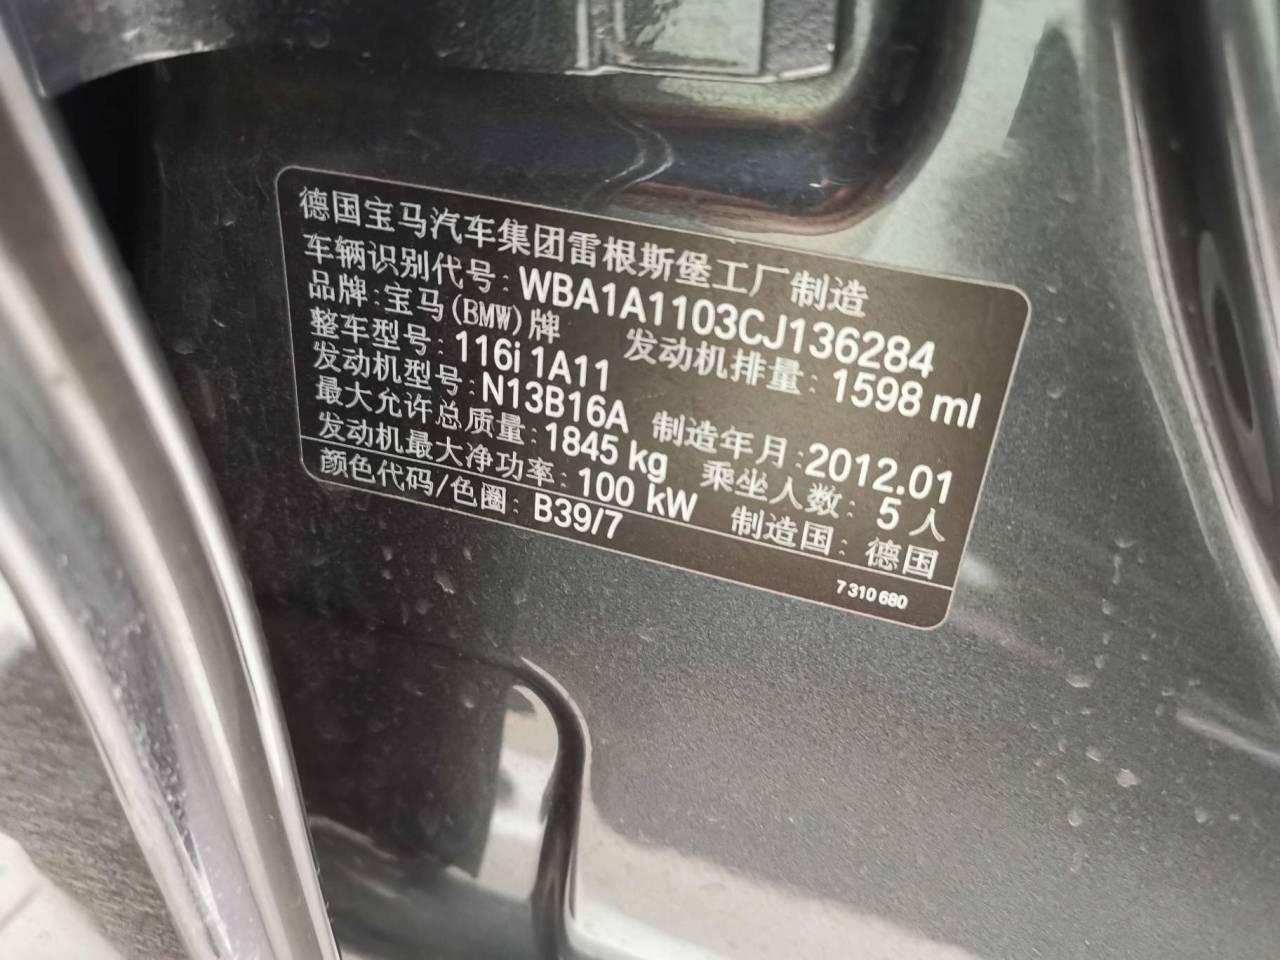 德国宝马汽车集团雷根斯堡工厂 制造
车辆识别代号: WBA1A1103CJ136284
品牌: 宝马(BMW)牌 发动机排量: 1598 ml
整车型号: 116i 1A11
发动机型号: N13B16A 制造年月: 2012.01
最大允许总质量: 1845 kg 乘坐人数: 5 人
发动机最大净功率: 100 kW 制造国: 德国
颜色代码/色圈: B39/7
7 310 680